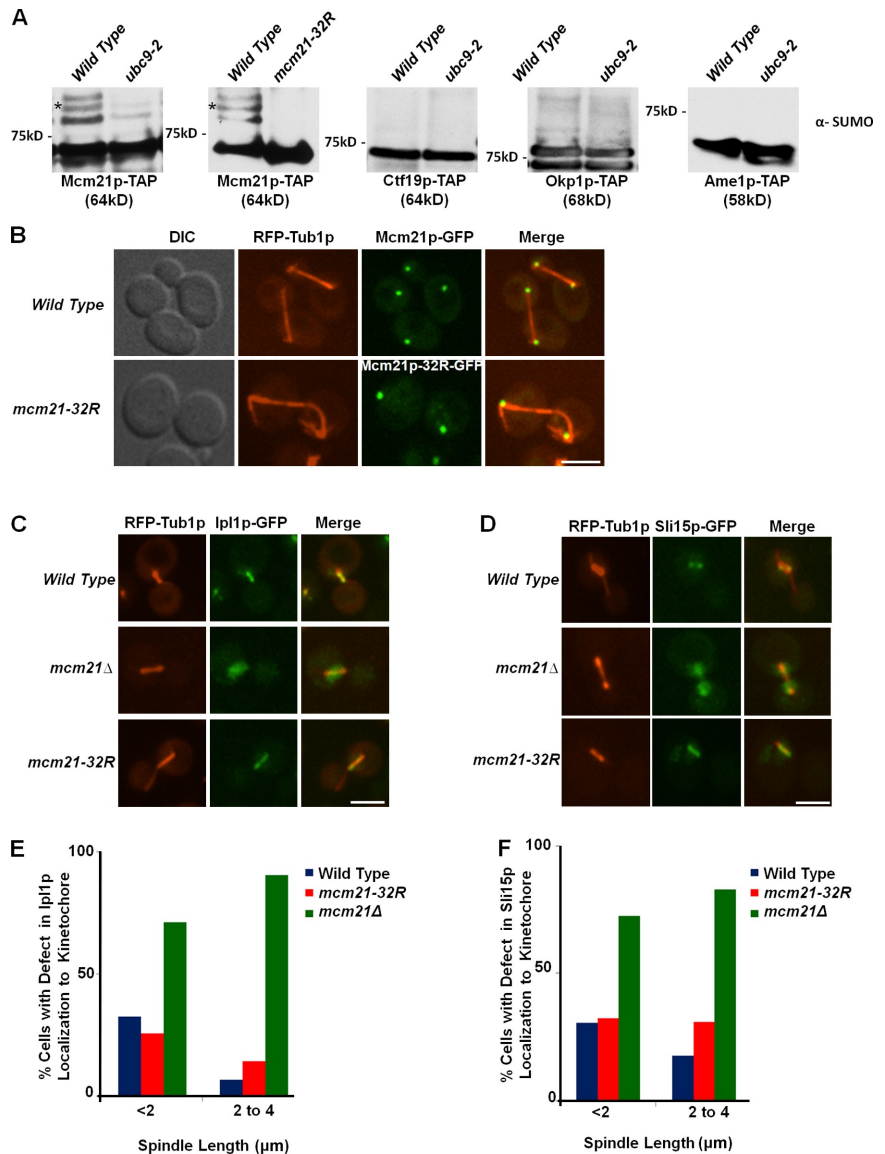 A
Wild Type
ubc9-2
Wild Type
mcm21-32R
Wild Type
ubc9-2
Wild Type
ubc9-2
Wild Type
ubc9-2
*
75kD -
*
75kD -
75kD -
75kD -
75kD -
α- SUMO
Mcm21p-TAP
(64kD)
Mcm21p-TAP
(64kD)
Ctf19p-TAP
(64kD)
Okp1p-TAP
(68kD)
Ame1p-TAP
(58kD)
B
DIC
RFP-Tub1p
Mcm21p-GFP
Merge
Wild Type
Mcm21p-32R-GFP
mcm21-32R
C
RFP-Tub1p
Ipl1p-GFP
Merge
Wild Type
mcm21Δ
mcm21-32R
D
RFP-Tub1p
Sli15p-GFP
Merge
Wild Type
mcm21Δ
mcm21-32R
E
% Cells with Defect in Ipl1p
Localization to Kinetochore
100
50
0
<2
2 to 4
Spindle Length (µm)
Wild Type
mcm21-32R
mcm21Δ
F
% Cells with Defect in Sli15p
Localization to Kinetochore
100
50
0
<2
2 to 4
Spindle Length (µm)
Wild Type
mcm21-32R
mcm21Δ